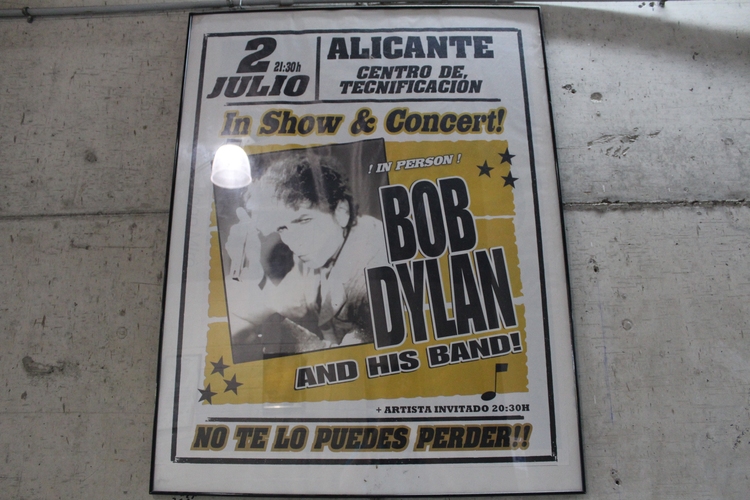 2 21:30h
JULIO
ALICANTE
CENTRO DE,
TECNIFICACIÓN
In Show & Concert!
! IN PERSON !
BOB
DYLAN
AND HIS BAND!
+ ARTISTA INVITADO 20:30H
NO TE LO PUEDES PERDER!!